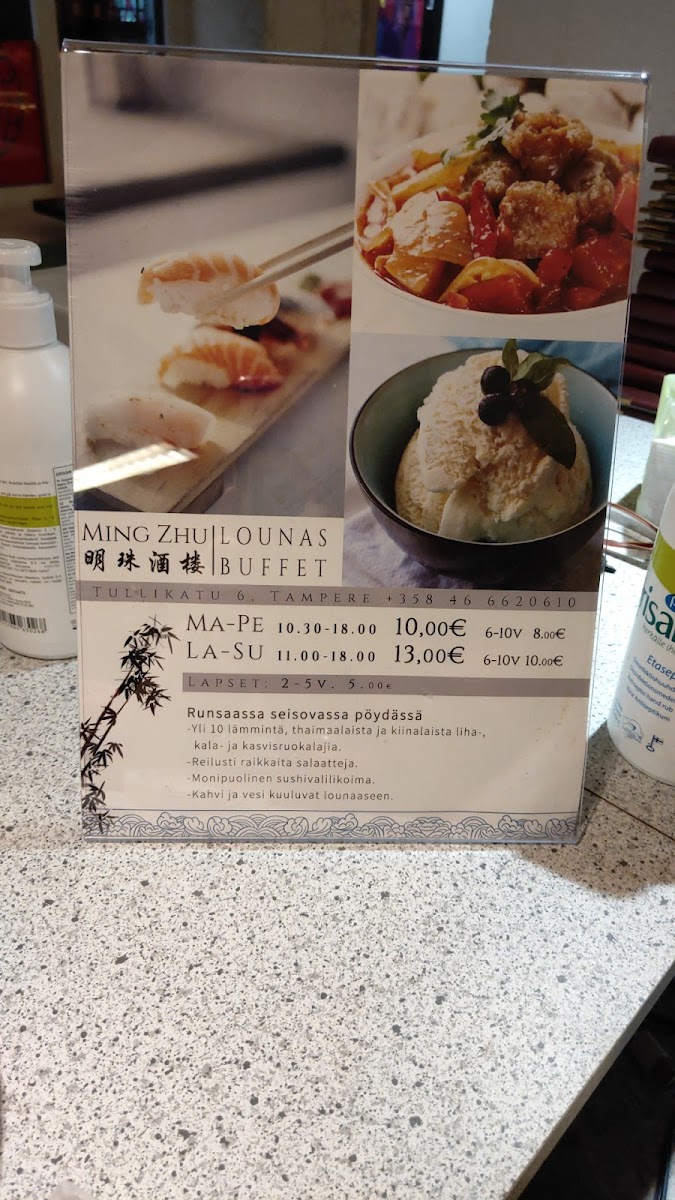 MING ZHU
明珠酒楼
LOUNAS
BUFFET
TULLIKATU 6, TAMPERE +358 46 6620610
MA-PE 10.30-18.00 10,00€ 6-10V 8.00€
LA-SU 11.00-18.00 13,00€ 6-10V 10.00€
LAPSET: 2-5V. 5.00€
Runsaassa seisovassa pöydässä
-Yli 10 lämmintä, thaimaalaista ja kiinalaista liha-,
kala- ja kasvisruokalajia.
-Reilusti raikkaita salaatteja.
-Monipuolinen sushivalilikoima.
-Kahvi ja vesi kuuluvat lounaaseen.